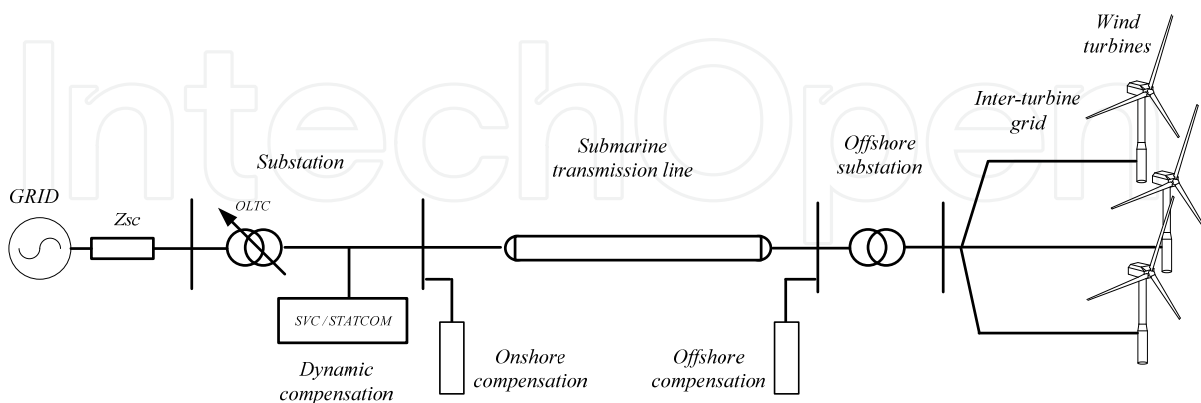 IntechOpen
Wind
turbines
Inter-turbine
grid
Submarine
transmission line
Offshore
substation
Substation
OLTC
GRID
Zsc
SVC / STATCOM
Dynamic
compensation
Onshore
compensation
Offshore
compensation